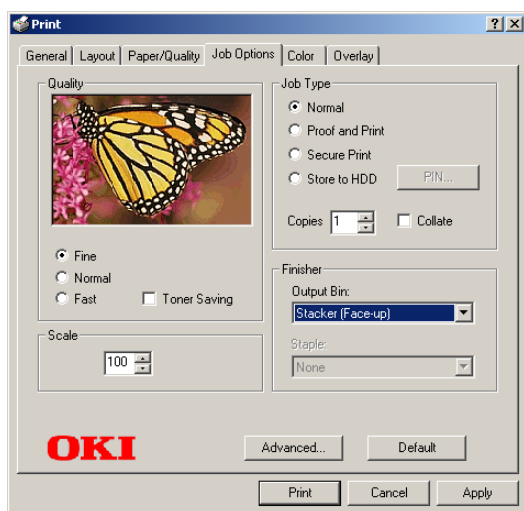 Print
General Layout Paper/Quality Job Options Color Overlay
Quality
Fine
Normal
Fast
Toner Saving
Scale
100
Job Type
Normal
Proof and Print
Secure Print
Store to HDD
PIN...
Copies 1
Collate
Finisher
Output Bin:
Stacker (Face-up)
Staple:
None
OKI
Advanced... Default
Print Cancel Apply